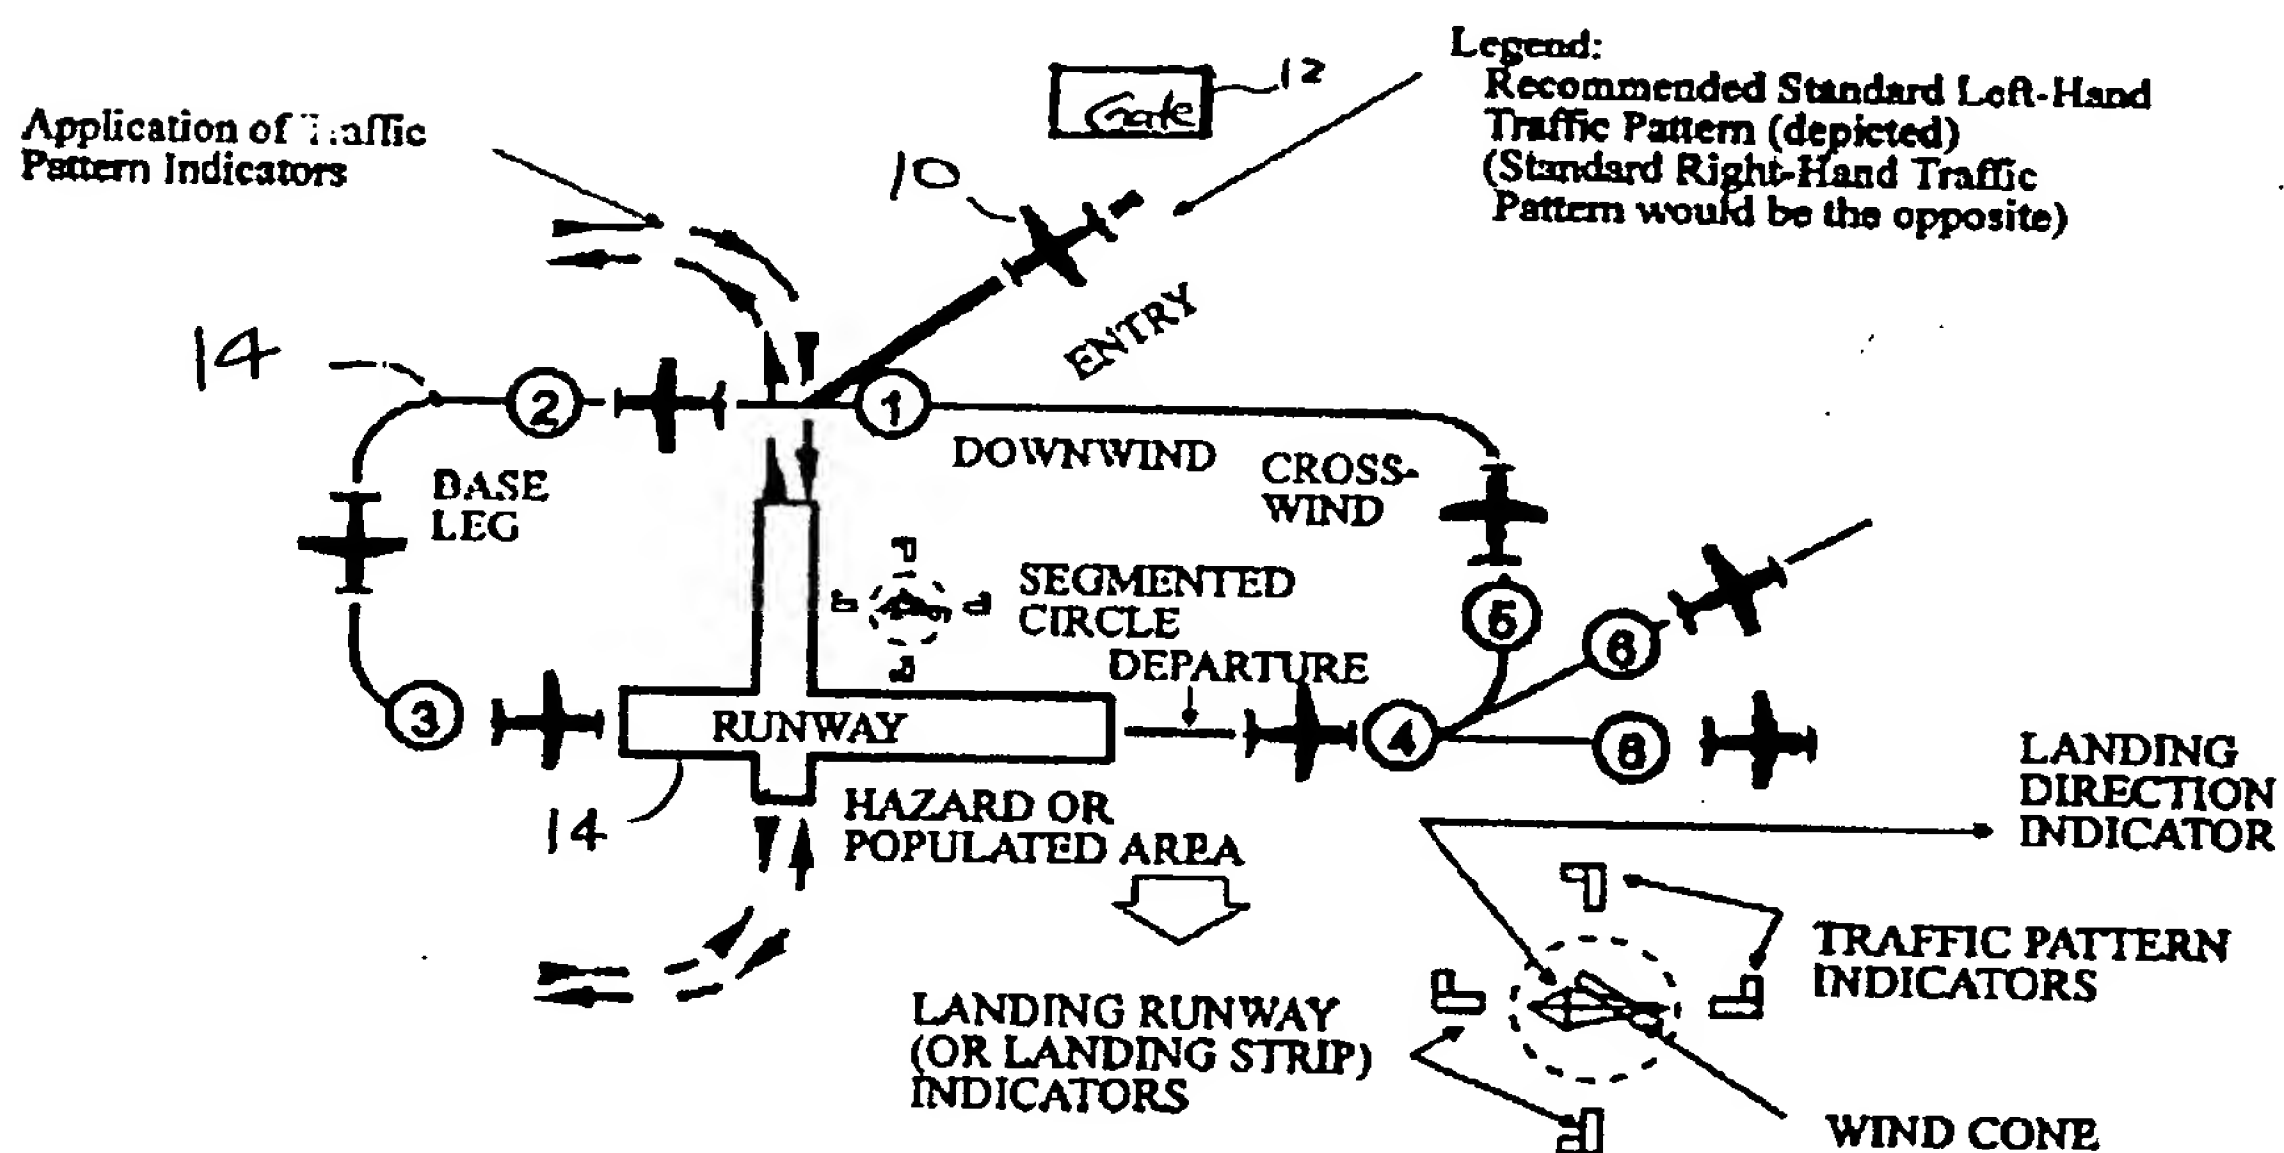 Legend:
Recommended Standard Left-Hand
Traffic Pattern (depicted)
(Standard Right-Hand Traffic
Pattern would be the opposite)
Gate
12
Application of Traffic
Pattern Indicators
10
ENTRY
14
2
1
DOWNWIND
CROSS-
WIND
BASE
LEG
SEGMENTED
CIRCLE
5
6
DEPARTURE
3
RUNWAY
4
6
14
HAZARD OR
POPULATED AREA
LANDING
DIRECTION
INDICATOR
TRAFFIC PATTERN
INDICATORS
LANDING RUNWAY
(OR LANDING STRIP)
INDICATORS
WIND CONE